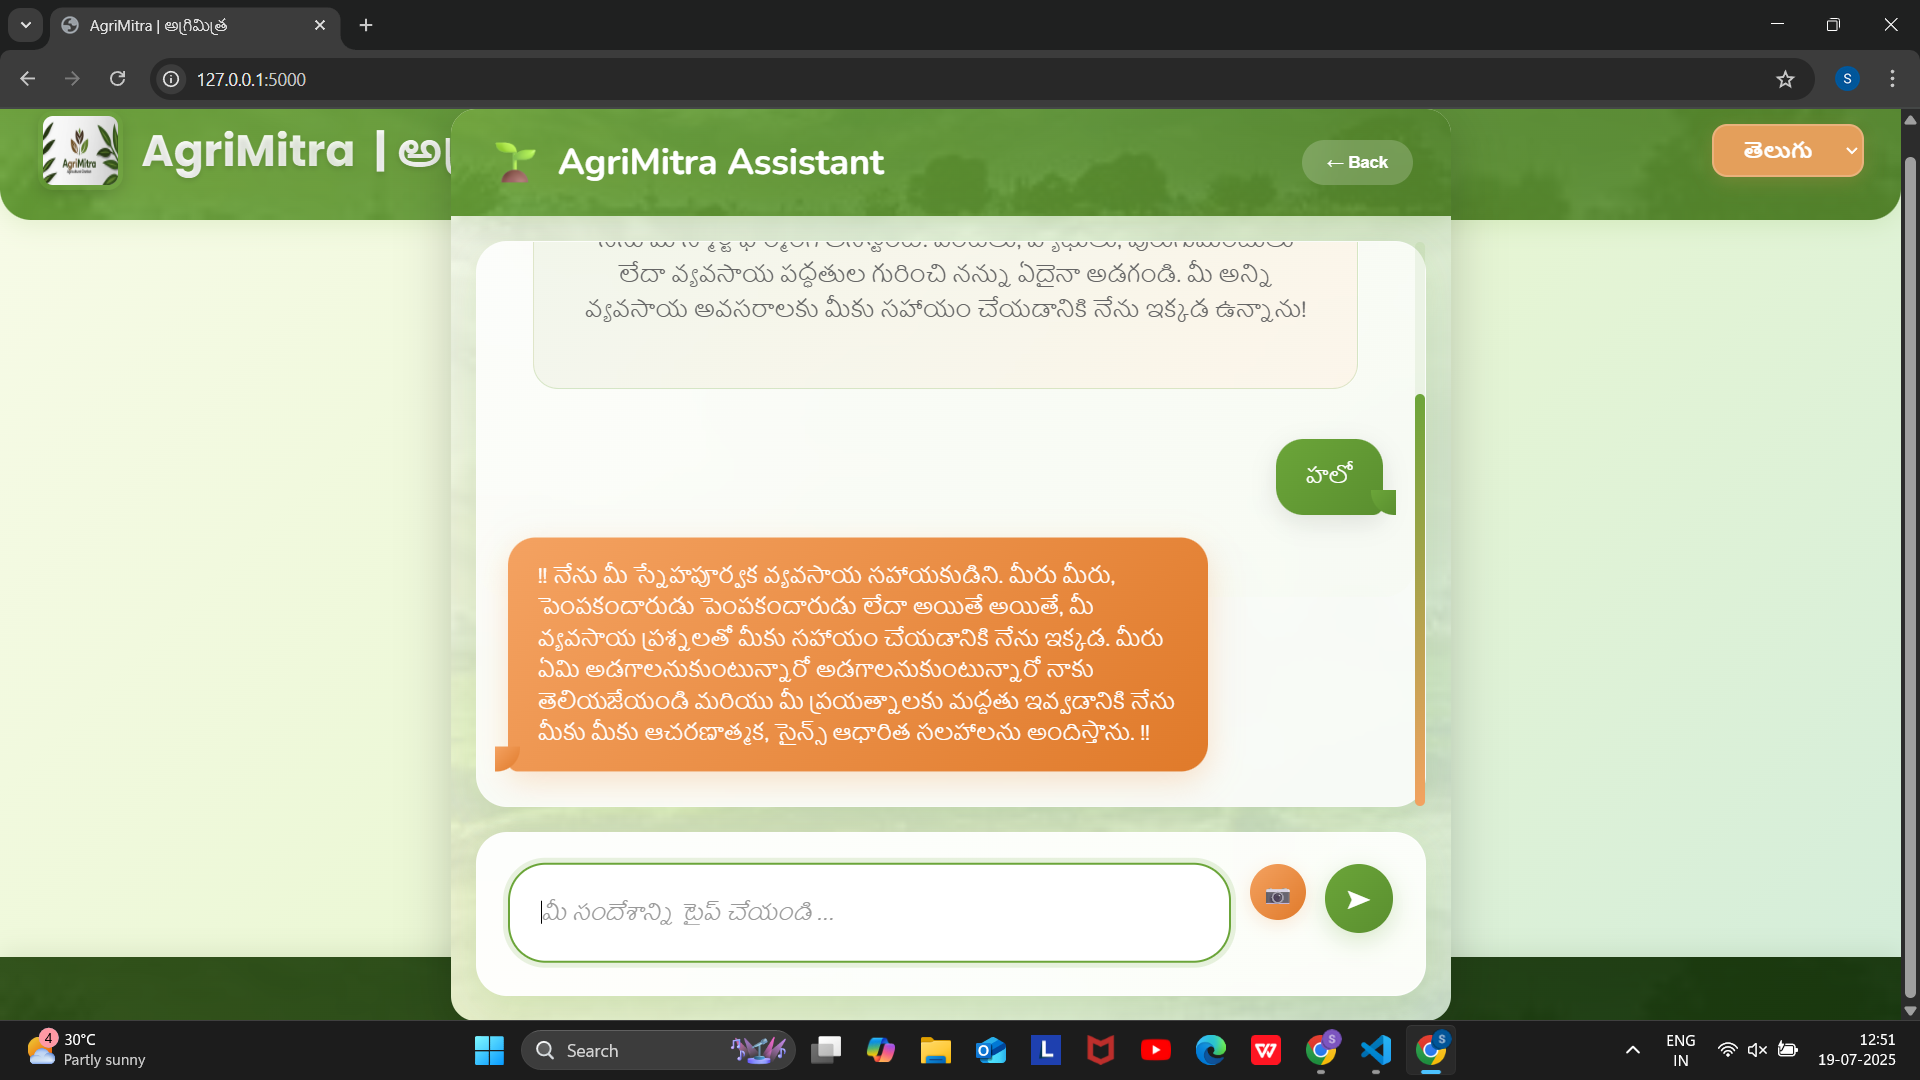 AgriMitra | అగ్రిమిత్ర
127.0.0.1:5000
S
AgriMitra
AgriMitra | అగ్
AgriMitra Assistant
← Back
తెలుగు
లేదా వ్యవసాయ పద్ధతుల గురించి నన్ను ఏదైనా అడగండి. మీ అన్ని
వ్యవసాయ అవసరాలకు మీకు సహాయం చేయడానికి నేను ఇక్కడ ఉన్నాను!
హలో
!! నేను మీ స్నేహపూర్వక వ్యవసాయ సహాయకుడిని. మీరు మీరు,
పెంపకందారుడు పెంపకందారుడు లేదా అయితే అయితే, మీ
వ్యవసాయ ప్రశ్నలతో మీకు సహాయం చేయడానికి నేను ఇక్కడ. మీరు
ఏమి అడగాలనుకుంటున్నారో అడగాలనుకుంటున్నారో నాకు
తెలియజేయండి మరియు మీ ప్రయత్నాలకు మద్దతు ఇవ్వడానికి నేను
మీకు మీకు ఆచరణాత్మక, సైన్స్ ఆధారిత సలహాలను అందిస్తాను. !!
మీ సందేశాన్ని టైప్ చేయండి ...
4
30°C
Partly sunny
Search
L
W
S
S
ENG
IN
12:51
19-07-2025